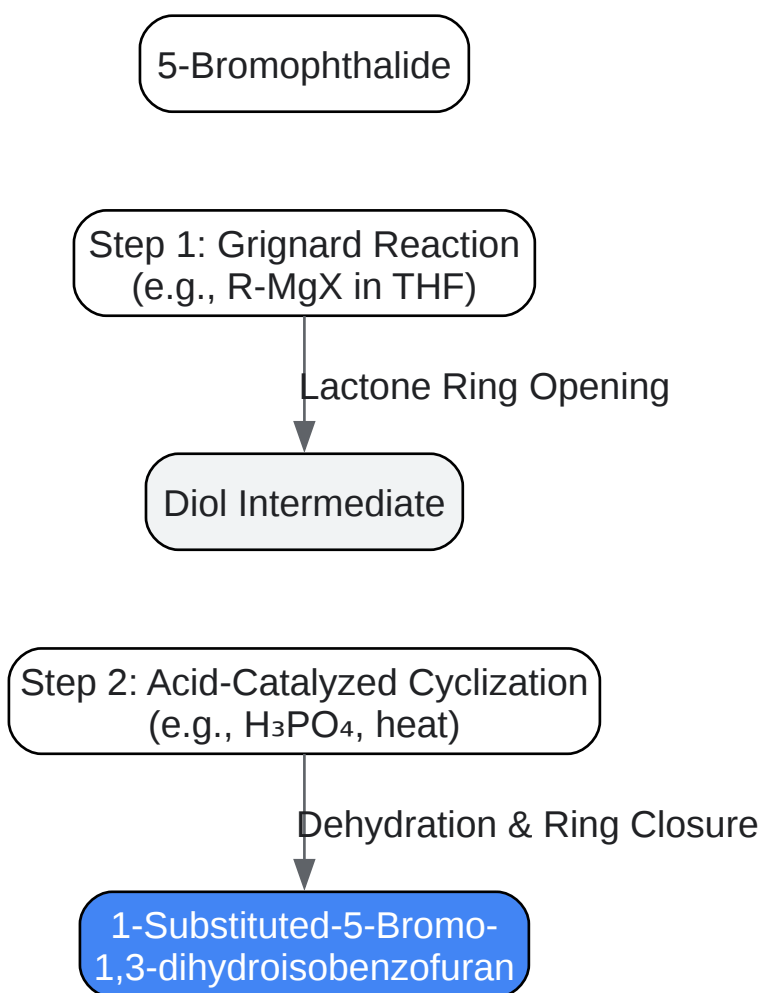 5-Bromophthalide
Step 1: Grignard Reaction
(e.g., R-MgX in THF)
Lactone Ring Opening
Diol Intermediate
Step 2: Acid-Catalyzed Cyclization
(e.g., H₃PO₄, heat)
Dehydration & Ring Closure
1-Substituted-5-Bromo-
1,3-dihydroisobenzofuran